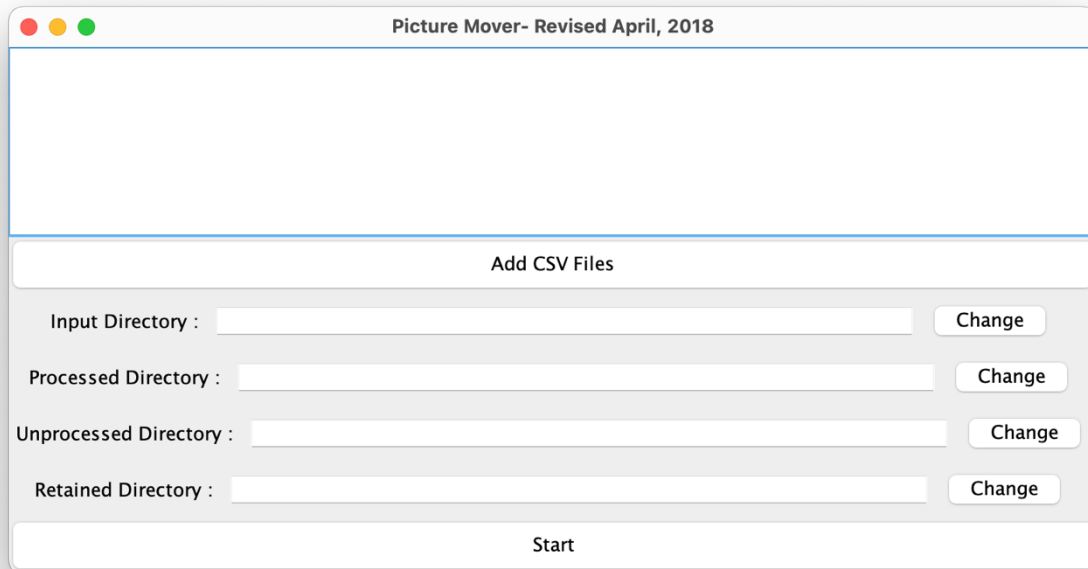 Picture Mover- Revised April, 2018
Add CSV Files
Input Directory : Change
Processed Directory : Change
Unprocessed Directory : Change
Retained Directory : Change
Start